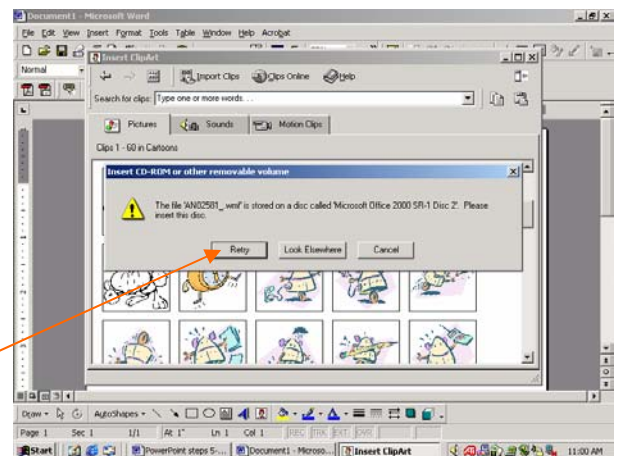 Document1 - Microsoft Word
File Edit View Insert Format Tools Table Window Help Acrobat
Normal
Insert ClipArt
Import Clips Clips Online Help
Search for clips: Type one or more words. . .
Pictures Sounds Motion Clips
Clips 1 - 60 in Cartoons
Insert CD-ROM or other removable volume
The file 'AN02581_.wmf' is stored on a disc called 'Microsoft Office 2000 SR-1 Disc 2'. Please
insert this disc.
Retry Look Elsewhere Cancel
Draw AutoShapes
Page 1 Sec 1 1/1 At 1" Ln 1 Col 1 REC TRK EXT OVR
Start PowerPoint steps 5-... Document1 - Microso... Insert ClipArt 11:00 AM